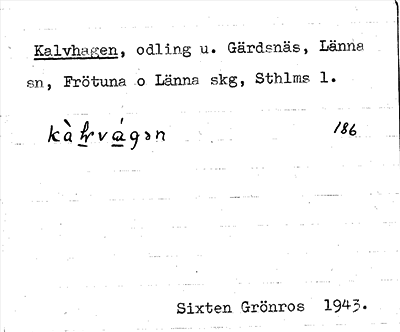 Kalvhagen, odling u. Gärdsnäs, Länna
sn, Frötuna o Länna skg, Sthlms l.
186
Sixten Grönros 1943.